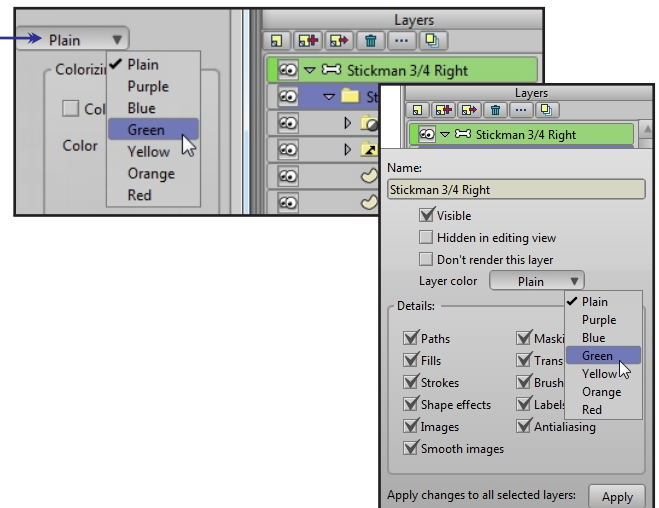 Plain
Colorizi
Plain
Purple
Col
Blue
Green
Color
Yellow
Orange
Red
Layers
Stickman 3/4 Right
St
Layers
Stickman 3/4 Right
Name:
Stickman 3/4 Right
Visible
Hidden in editing view
Don't render this layer
Layer color Plain
Plain
Purple
Blue
Green
Yellow
Orange
Red
Details:
Paths Maski
Fills Trans
Strokes Brush
Shape effects Labels
Images Antialiasing
Smooth images
Apply changes to all selected layers: Apply